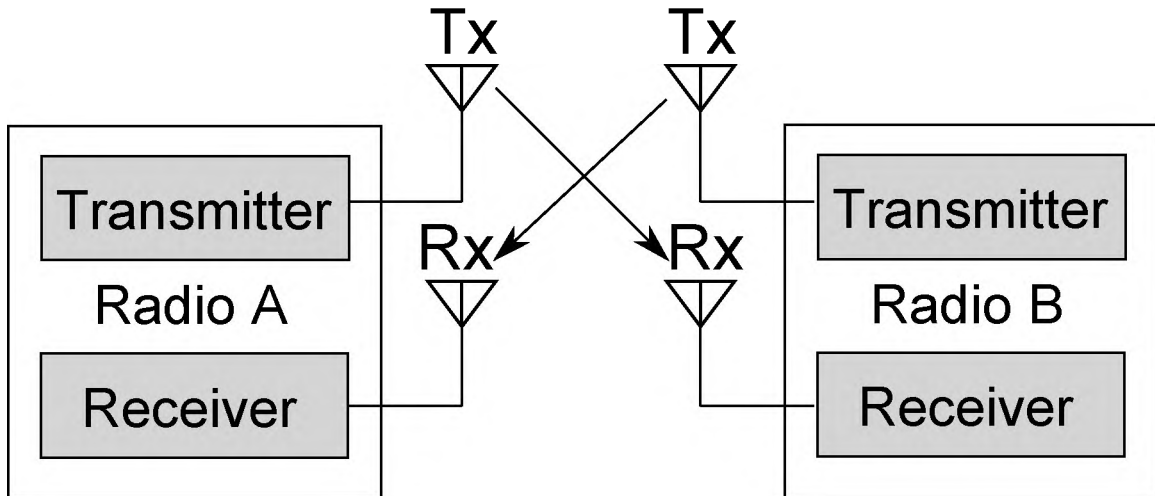 Tx
Tx
Transmitter
Transmitter
Rx
Rx
Radio A
Radio B
Receiver
Receiver